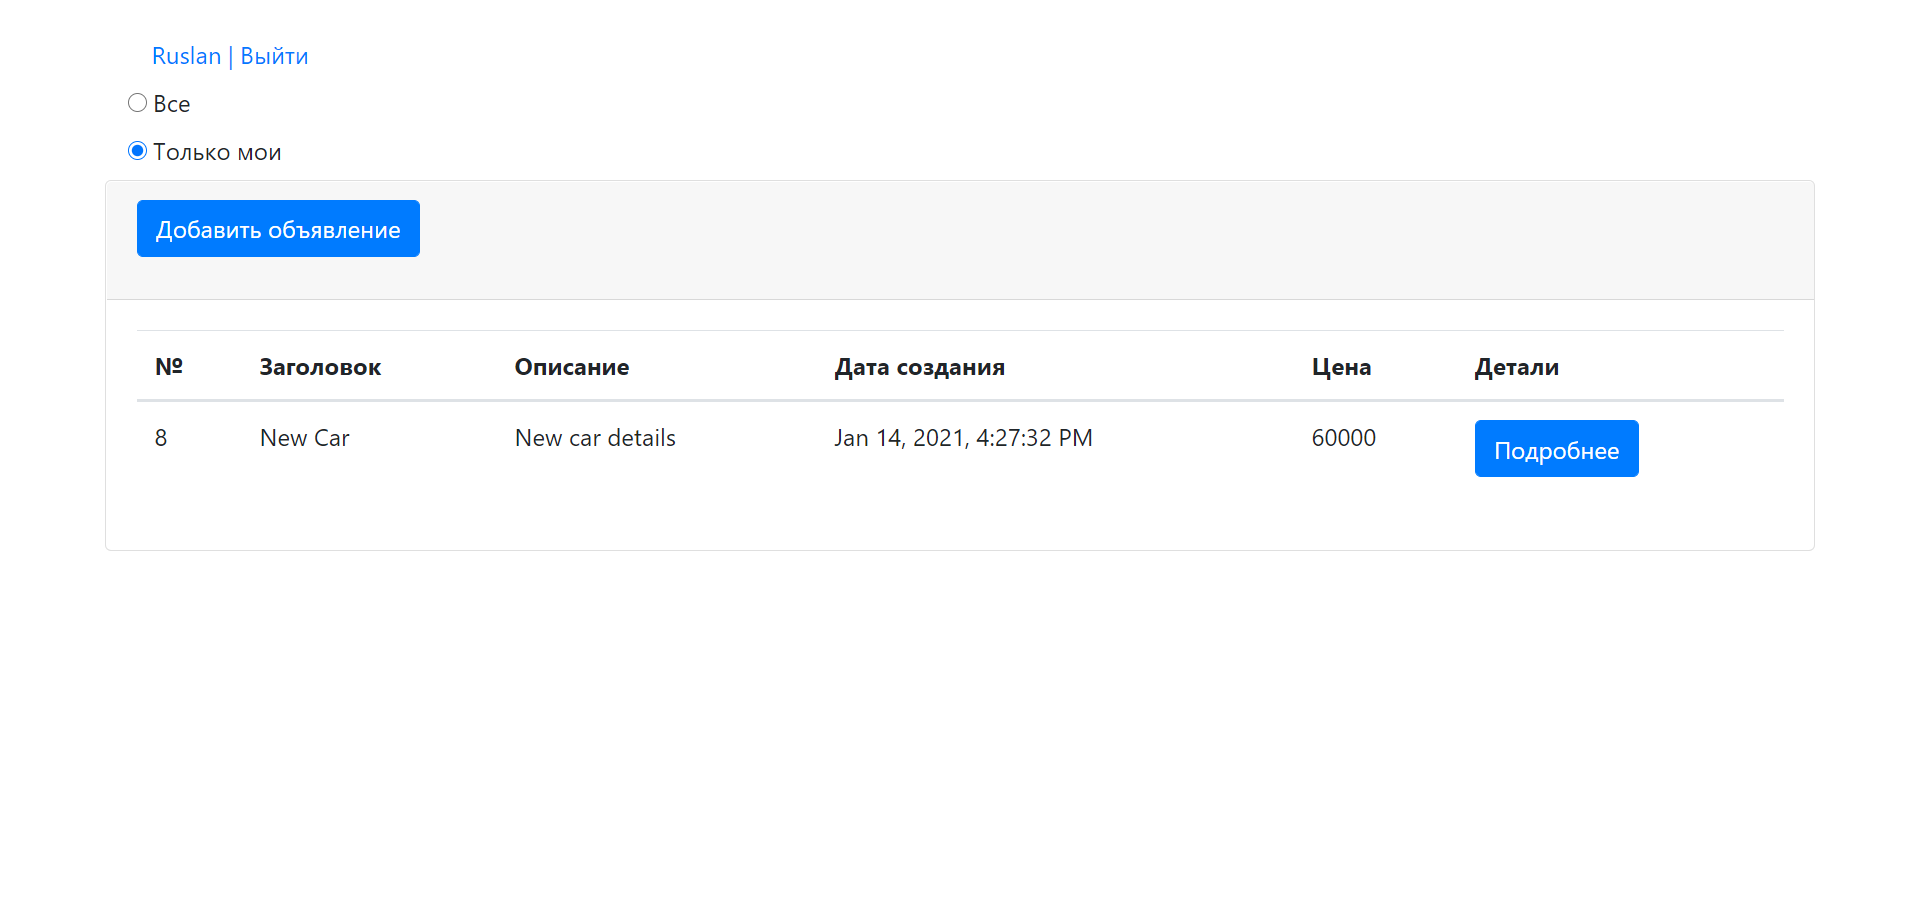 Ruslan | Выйти
Все
Только мои
Добавить объявление
№ Заголовок Описание Дата создания Цена Детали
8 New Car New car details Jan 14, 2021, 4:27:32 PM 60000 Подробнее